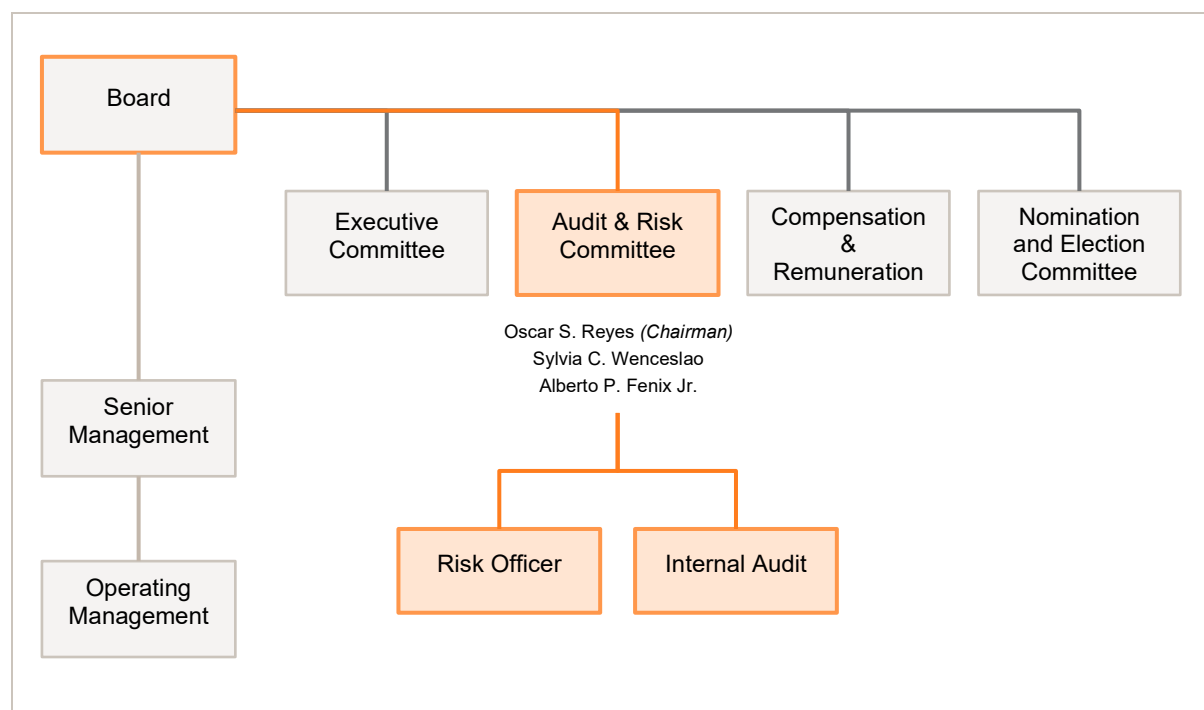 Board
Executive
Committee
Audit & Risk
Committee
Compensation
&
Remuneration
Nomination
and Election
Committee
Oscar S. Reyes (Chairman)
Sylvia C. Wenceslao
Alberto P. Fenix Jr.
Senior
Management
Risk Officer
Internal Audit
Operating
Management